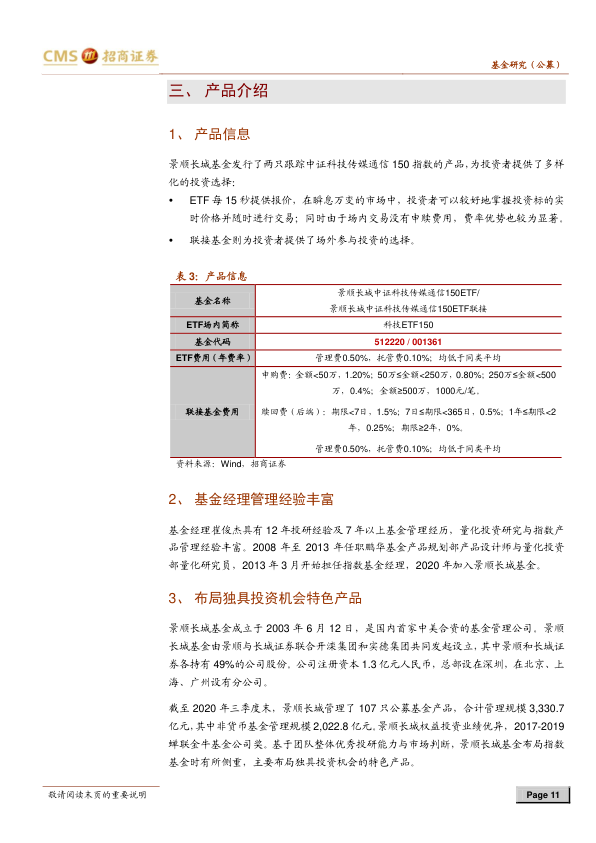 CMS 招商证券
基金研究（公募）
三、 产品介绍
1、 产品信息
景顺长城基金发行了两只跟踪中证科技传媒通信 150 指数的产品，为投资者提供了多样
化的投资选择：
• ETF 每 15 秒提供报价，在瞬息万变的市场中，投资者可以较好地掌握投资标的实
时价格并随时进行交易；同时由于场内交易没有申赎费用，费率优势也较为显著。
• 联接基金则为投资者提供了场外参与投资的选择。
表 3：产品信息
基金名称
景顺长城中证科技传媒通信150ETF/
景顺长城中证科技传媒通信150ETF联接
ETF场内简称 科技ETF150
基金代码 512220 / 001361
ETF费用（年费率） 管理费0.50%，托管费0.10%；均低于同类平均
联接基金费用
申购费：金额<50万，1.20%；50万≤金额<250万，0.80%；250万≤金额<500
万，0.4%；金额≥500万，1000元/笔。
赎回费（后端）：期限<7日，1.5%；7日≤期限<365日，0.5%；1年≤期限<2
年，0.25%；期限≥2年，0%。
管理费0.50%，托管费0.10%；均低于同类平均
资料来源：Wind，招商证券
2、 基金经理管理经验丰富
基金经理崔俊杰具有 12 年投研经验及 7 年以上基金管理经历，量化投资研究与指数产
品管理经验丰富。2008 年至 2013 年任职鹏华基金产品规划部产品设计师与量化投资
部量化研究员，2013 年 3 月开始担任指数基金经理，2020 年加入景顺长城基金。
3、 布局独具投资机会特色产品
景顺长城基金成立于 2003 年 6 月 12 日，是国内首家中美合资的基金管理公司。景顺
长城基金由景顺与长城证券联合开滦集团和实德集团共同发起设立，其中景顺和长城证
券各持有 49%的公司股份。公司注册资本 1.3 亿元人民币，总部设在深圳，在北京、上
海、广州设有分公司。
截至 2020 年三季度末，景顺长城管理了 107 只公募基金产品，合计管理规模 3,330.7
亿元，其中非货币基金管理规模 2,022.8 亿元。景顺长城权益投资业绩优异，2017-2019
蝉联金牛基金公司奖。基于团队整体优秀投研能力与市场判断，景顺长城基金布局指数
基金时有所侧重，主要布局独具投资机会的特色产品。
敬请阅读末页的重要说明
Page 11